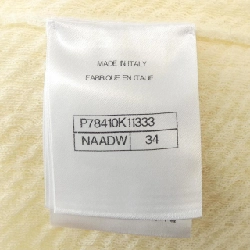 MADE IN ITALY
FABRIQUE EN ITALIE
P78410K11333
NAADW 34